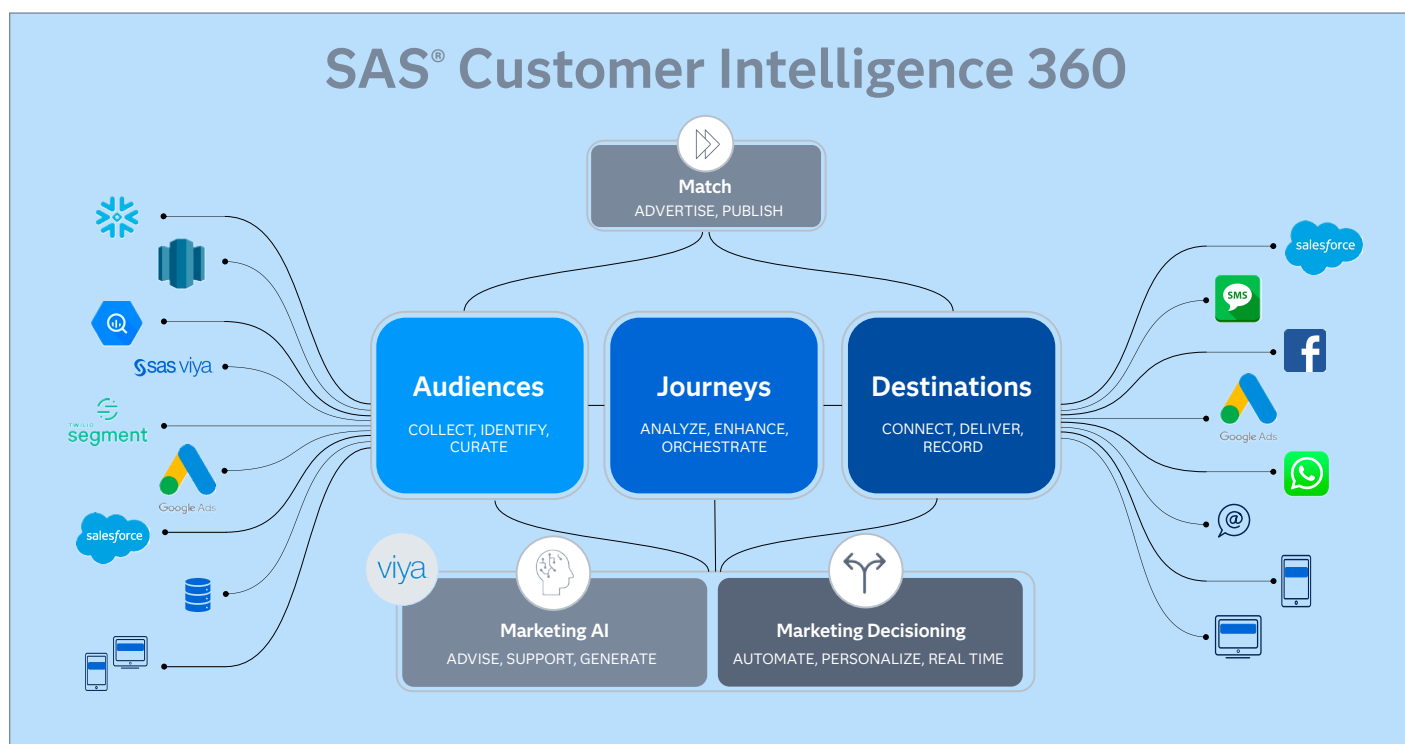 SAS® Customer Intelligence 360
Match
ADVERTISE, PUBLISH
salesforce
SMS
sas viya
Audiences
COLLECT, IDENTIFY,
CURATE
Journeys
ANALYZE, ENHANCE,
ORCHESTRATE
Destinations
CONNECT, DELIVER,
RECORD
TWILIO
segment
Google Ads
Google Ads
salesforce
@
viya
Marketing AI
ADVISE, SUPPORT, GENERATE
Marketing Decisioning
AUTOMATE, PERSONALIZE, REAL TIME